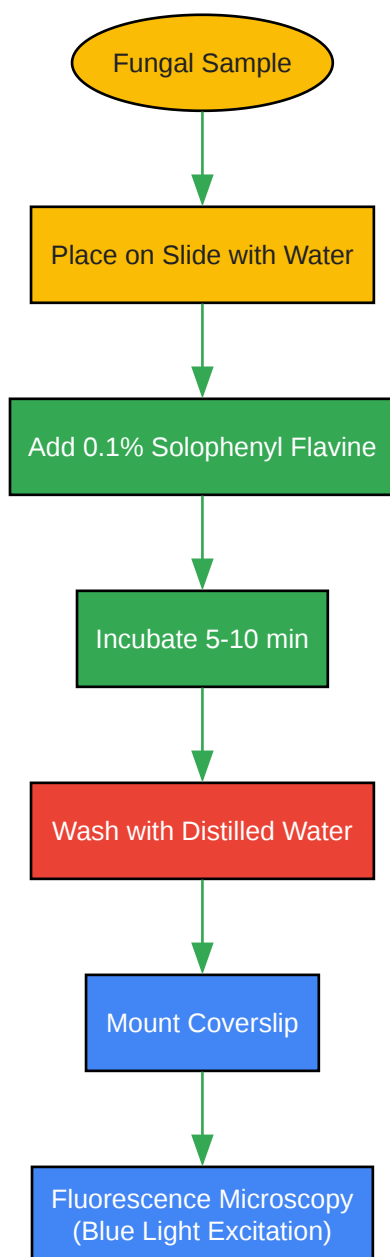 Fungal Sample
Place on Slide with Water
Add 0.1% Solophenyl Flavine
Incubate 5-10 min
Wash with Distilled Water
Mount Coverslip
Fluorescence Microscopy
(Blue Light Excitation)